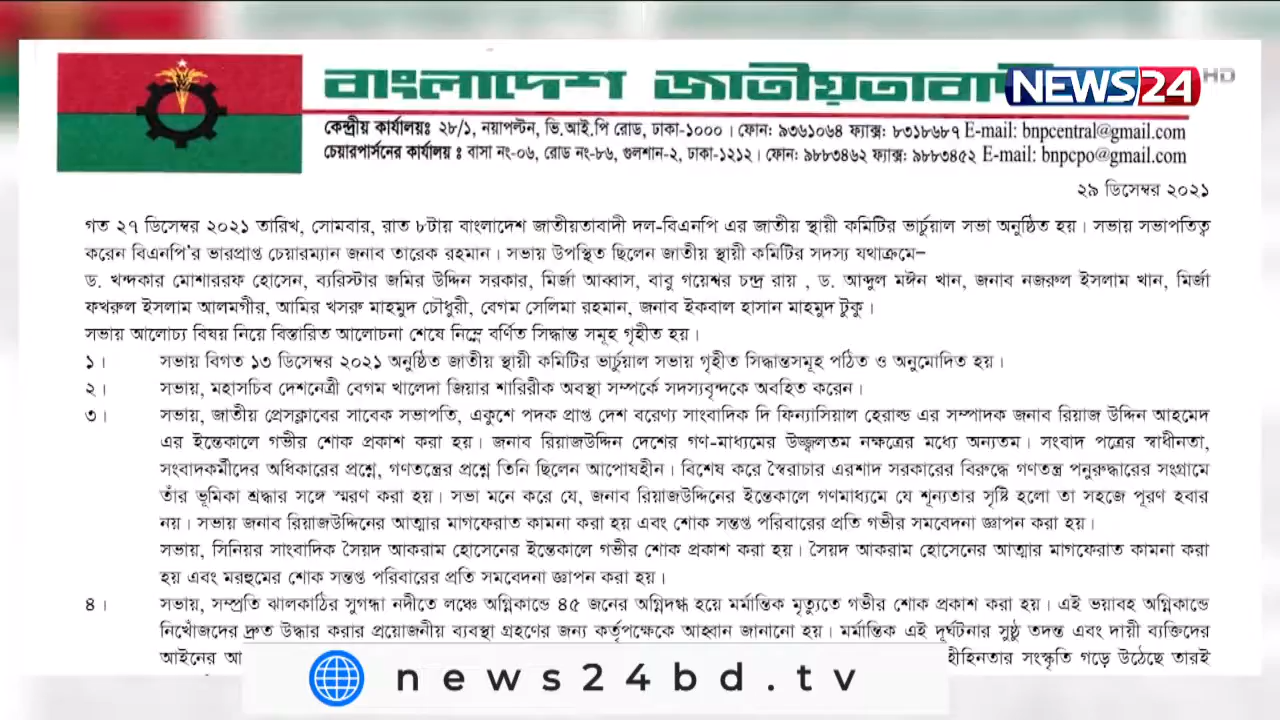 বাংলাদেশ জাতীয়তাবাদী
NEWS24 HD
কেন্দ্রীয় কার্যালয়ঃ ২৮/১, নয়াপল্টন, ভি.আই.পি রোড, ঢাকা-১০০০ । ফোন: ৯৩৬১০৬৪ ফ্যাক্স: ৮৩১৮৬৮৭ E-mail: bnpcentral@gmail.com
চেয়ারপার্সনের কার্যালয় ঃ বাসা নং-০৬, রোড নং-৮৬, গুলশান-২, ঢাকা-১২১২। ফোন: ৯৮৮৩৪৬২ ফ্যাক্স: ৯৮৮৩৪৫২ E-mail: bnpcpo@gmail.com
২৯ ডিসেম্বর ২০২১
গত ২৭ ডিসেম্বর ২০২১ তারিখ, সোমবার, রাত ৮টায় বাংলাদেশ জাতীয়তাবাদী দল-বিএনপি এর জাতীয় স্থায়ী কমিটির ভার্চুয়াল সভা অনুষ্ঠিত হয়। সভায় সভাপতিত্ব
করেন বিএনপি'র ভারপ্রাপ্ত চেয়ারম্যান জনাব তারেক রহমান। সভায় উপস্থিত ছিলেন জাতীয় স্থায়ী কমিটির সদস্য যথাক্রমে–
ড. খন্দকার মোশাররফ হোসেন, ব্যরিস্টার জমির উদ্দিন সরকার, মির্জা আব্বাস, বাবু গয়েশ্বর চন্দ্র রায় , ড. আব্দুল মঈন খান, জনাব নজরুল ইসলাম খান, মির্জা
ফখরুল ইসলাম আলমগীর, আমির খসরু মাহমুদ চৌধুরী, বেগম সেলিমা রহমান, জনাব ইকবাল হাসান মাহমুদ টুকু।
সভায় আলোচ্য বিষয় নিয়ে বিস্তারিত আলোচনা শেষে নিম্নে বর্ণিত সিদ্ধান্ত সমূহ গৃহীত হয়।
১। সভায় বিগত ১৩ ডিসেম্বর ২০২১ অনুষ্ঠিত জাতীয় স্থায়ী কমিটির ভার্চুয়াল সভায় গৃহীত সিদ্ধান্তসমূহ পঠিত ও অনুমোদিত হয়।
২। সভায়, মহাসচিব দেশনেত্রী বেগম খালেদা জিয়ার শারিরীক অবস্থা সম্পর্কে সদস্যবৃন্দকে অবহিত করেন।
৩। সভায়, জাতীয় প্রেসক্লাবের সাবেক সভাপতি, একুশে পদক প্রাপ্ত দেশ বরেণ্য সাংবাদিক দি ফিন্যাসিয়াল হেরাল্ড এর সম্পাদক জনাব রিয়াজ উদ্দিন আহমেদ
এর ইন্তেকালে গভীর শোক প্রকাশ করা হয়। জনাব রিয়াজউদ্দিন দেশের গণ-মাধ্যমের উজ্জ্বলতম নক্ষত্রের মধ্যে অন্যতম। সংবাদ পত্রের স্বাধীনতা,
সংবাদকর্মীদের অধিকারের প্রশ্নে, গণতন্ত্রের প্রশ্নে তিনি ছিলেন আপোষহীন। বিশেষ করে স্বৈরাচার এরশাদ সরকারের বিরুদ্ধে গণতন্ত্র পনুরুদ্ধারের সংগ্রামে
তাঁর ভূমিকা শ্রদ্ধার সঙ্গে স্মরণ করা হয়। সভা মনে করে যে, জনাব রিয়াজউদ্দিনের ইন্তেকালে গণমাধ্যমে যে শূন্যতার সৃষ্টি হলো তা সহজে পূরণ হবার
নয়। সভায় জনাব রিয়াজউদ্দিনের আত্মার মাগফেরাত কামনা করা হয় এবং শোক সন্তপ্ত পরিবারের প্রতি গভীর সমবেদনা জ্ঞাপন করা হয়।
সভায়, সিনিয়র সাংবাদিক সৈয়দ আকরাম হোসেনের ইন্তেকালে গভীর শোক প্রকাশ করা হয়। সৈয়দ আকরাম হোসেনের আত্মার মাগফেরাত কামনা করা
হয় এবং মরহুমের শোক সন্তপ্ত পরিবারের প্রতি সমবেদনা জ্ঞাপন করা হয়।
৪। সভায়, সম্প্রতি ঝালকাঠির সুগন্ধা নদীতে লঞ্চে অগ্নিকান্ডে ৪৫ জনের অগ্নিদগ্ধ হয়ে মর্মান্তিক মৃত্যুতে গভীর শোক প্রকাশ করা হয়। এই ভয়াবহ অগ্নিকান্ডে
নিখোঁজদের দ্রুত উদ্ধার করার প্রয়োজনীয় ব্যবস্থা গ্রহণের জন্য কর্তৃপক্ষেকে আহ্বান জানানো হয়। মর্মান্তিক এই দূর্ঘটনার সুষ্ঠু তদন্ত এবং দায়ী ব্যক্তিদের
আইনের আ হীহিনতার সংস্কৃতি গড়ে উঠেছে তারই
news24bd.tv